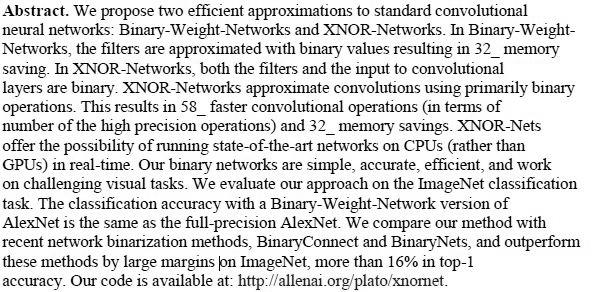 Abstract. We propose two efficient approximations to standard convolutional
neural networks: Binary-Weight-Networks and XNOR-Networks. In Binary-Weight-
Networks, the filters are approximated with binary values resulting in 32_ memory
saving. In XNOR-Networks, both the filters and the input to convolutional
layers are binary. XNOR-Networks approximate convolutions using primarily binary
operations. This results in 58_ faster convolutional operations (in terms of
number of the high precision operations) and 32_ memory savings. XNOR-Nets
offer the possibility of running state-of-the-art networks on CPUs (rather than
GPUs) in real-time. Our binary networks are simple, accurate, efficient, and work
on challenging visual tasks. We evaluate our approach on the ImageNet classification
task. The classification accuracy with a Binary-Weight-Network version of
AlexNet is the same as the full-precision AlexNet. We compare our method with
recent network binarization methods, BinaryConnect and BinaryNets, and outperform
these methods by large margins on ImageNet, more than 16% in top-1
accuracy. Our code is available at: http://allenai.org/plato/xnornet.